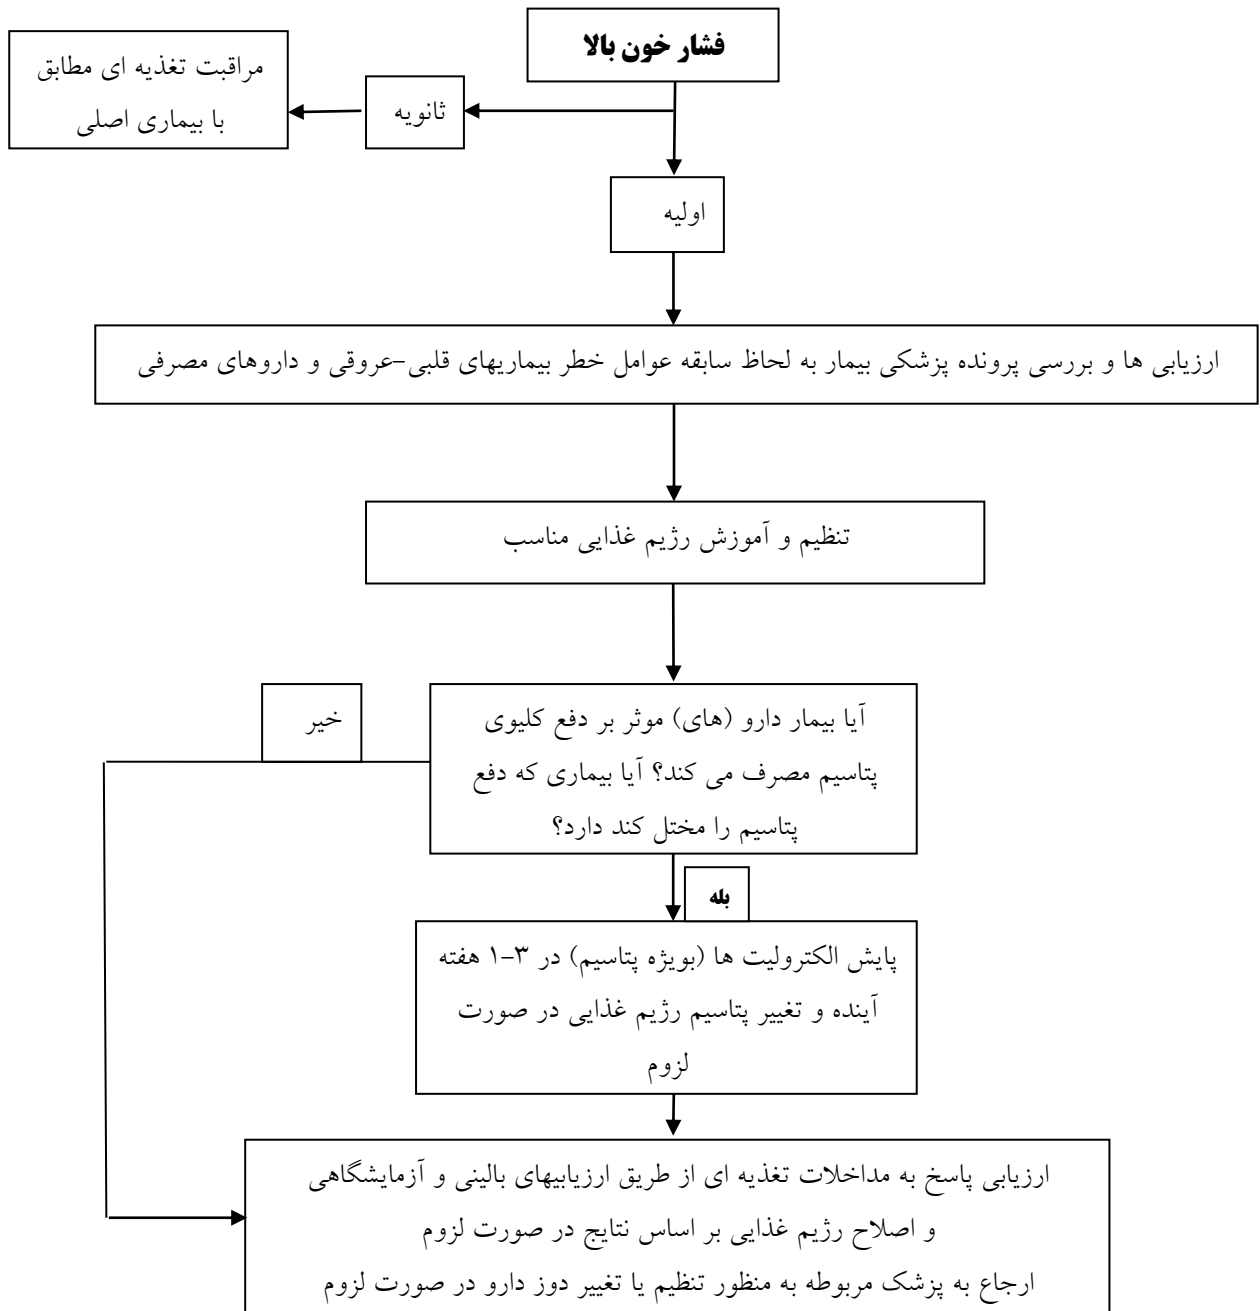 فشار خون بالا
ثانویه
مراقبت تغذیه ای مطابق
با بیماری اصلی
اولیه
ارزیابی ها و بررسی پرونده پزشکی بیمار به لحاظ سابقه عوامل خطر بیماریهای قلبی-عروقی و داروهای مصرفی
تنظیم و آموزش رژیم غذایی مناسب
آیا بیمار دارو (های) موثر بر دفع کلیوی
پتاسیم مصرف می کند؟ آیا بیماری که دفع
پتاسیم را مختل کند دارد؟
خیر
بله
پایش الکترولیت ها (بویژه پتاسیم) در ۳-۱ هفته
آینده و تغییر پتاسیم رژیم غذایی در صورت
لزوم
ارزیابی پاسخ به مداخلات تغذیه ای از طریق ارزیابیهای بالینی و آزمایشگاهی
و اصلاح رژیم غذایی بر اساس نتایج در صورت لزوم
ارجاع به پزشک مربوطه به منظور تنظیم یا تغییر دوز دارو در صورت لزوم